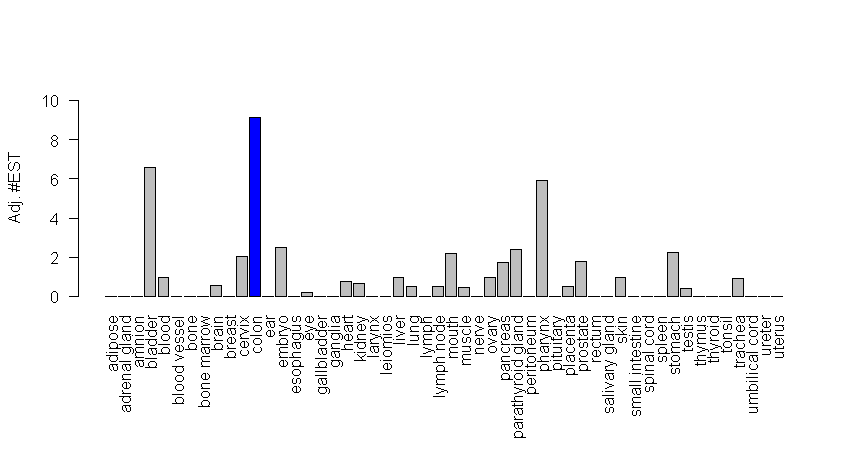 Adj. #EST
10
8
6
4
2
0
adipose
adrenal gland
amnion
bladder
blood
blood vessel
bone
bone marrow
brain
breast
cervix
colon
ear
embryo
esophagus
eye
gallbladder
ganglia
heart
kidney
larynx
leiomios
liver
lung
lymph
lymph node
mouth
muscle
nerve
ovary
pancreas
parathyroid gland
peritoneum
pharynx
pituitary
placenta
prostate
rectum
salivary gland
skin
small intestine
spinal cord
spleen
stomach
testis
thymus
thyroid
tonsil
trachea
umbilical cord
ureter
uterus